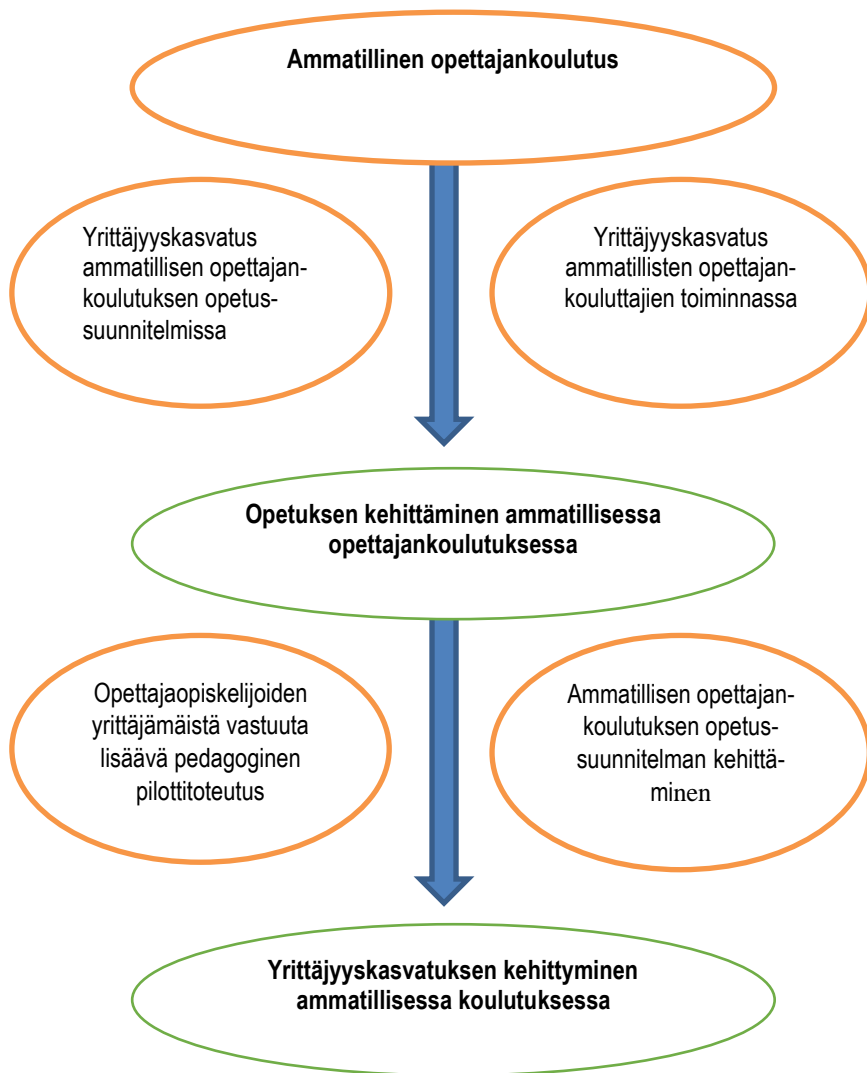 Ammatillinen opettajankoulutus
Yrittäjyyskasvatus
ammatillisen opettajan-
koulutuksen opetus-
suunnitelmissa
Yrittäjyyskasvatus
ammatillisten opettajan-
kouluttajien toiminnassa
Opetuksen kehittäminen ammatillisessa
opettajankoulutuksessa
Opettajaopiskelijoiden
yrittäjämäistä vastuuta
lisäävä pedagoginen
pilottitoteutus
Ammatillisen opettajan-
koulutuksen opetus-
suunnitelman kehittä-
minen
Yrittäjyyskasvatuksen kehittyminen
ammatillisessa koulutuksessa